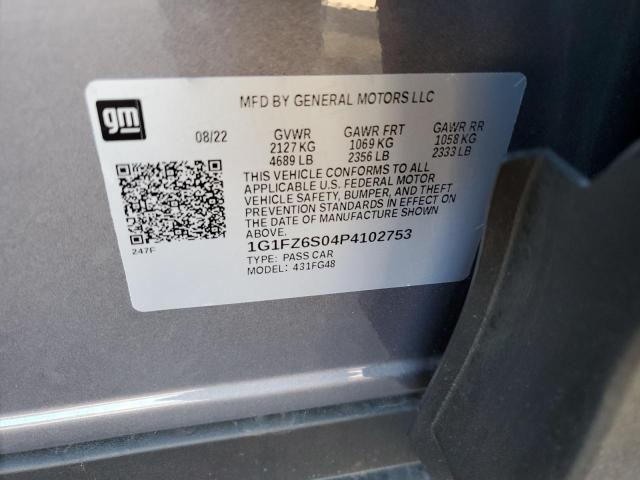 gm
MFD BY GENERAL MOTORS LLC
08/22 GVWR GAWR FRT GAWR RR
2127 KG 1069 KG 1058 KG
4689 LB 2356 LB 2333 LB
THIS VEHICLE CONFORMS TO ALL
APPLICABLE U.S. FEDERAL MOTOR
VEHICLE SAFETY, BUMPER, AND THEFT
PREVENTION STANDARDS IN EFFECT ON
THE DATE OF MANUFACTURE SHOWN
ABOVE.
1G1FZ6S04P4102753
TYPE: PASS CAR
MODEL: 431FG48
247F